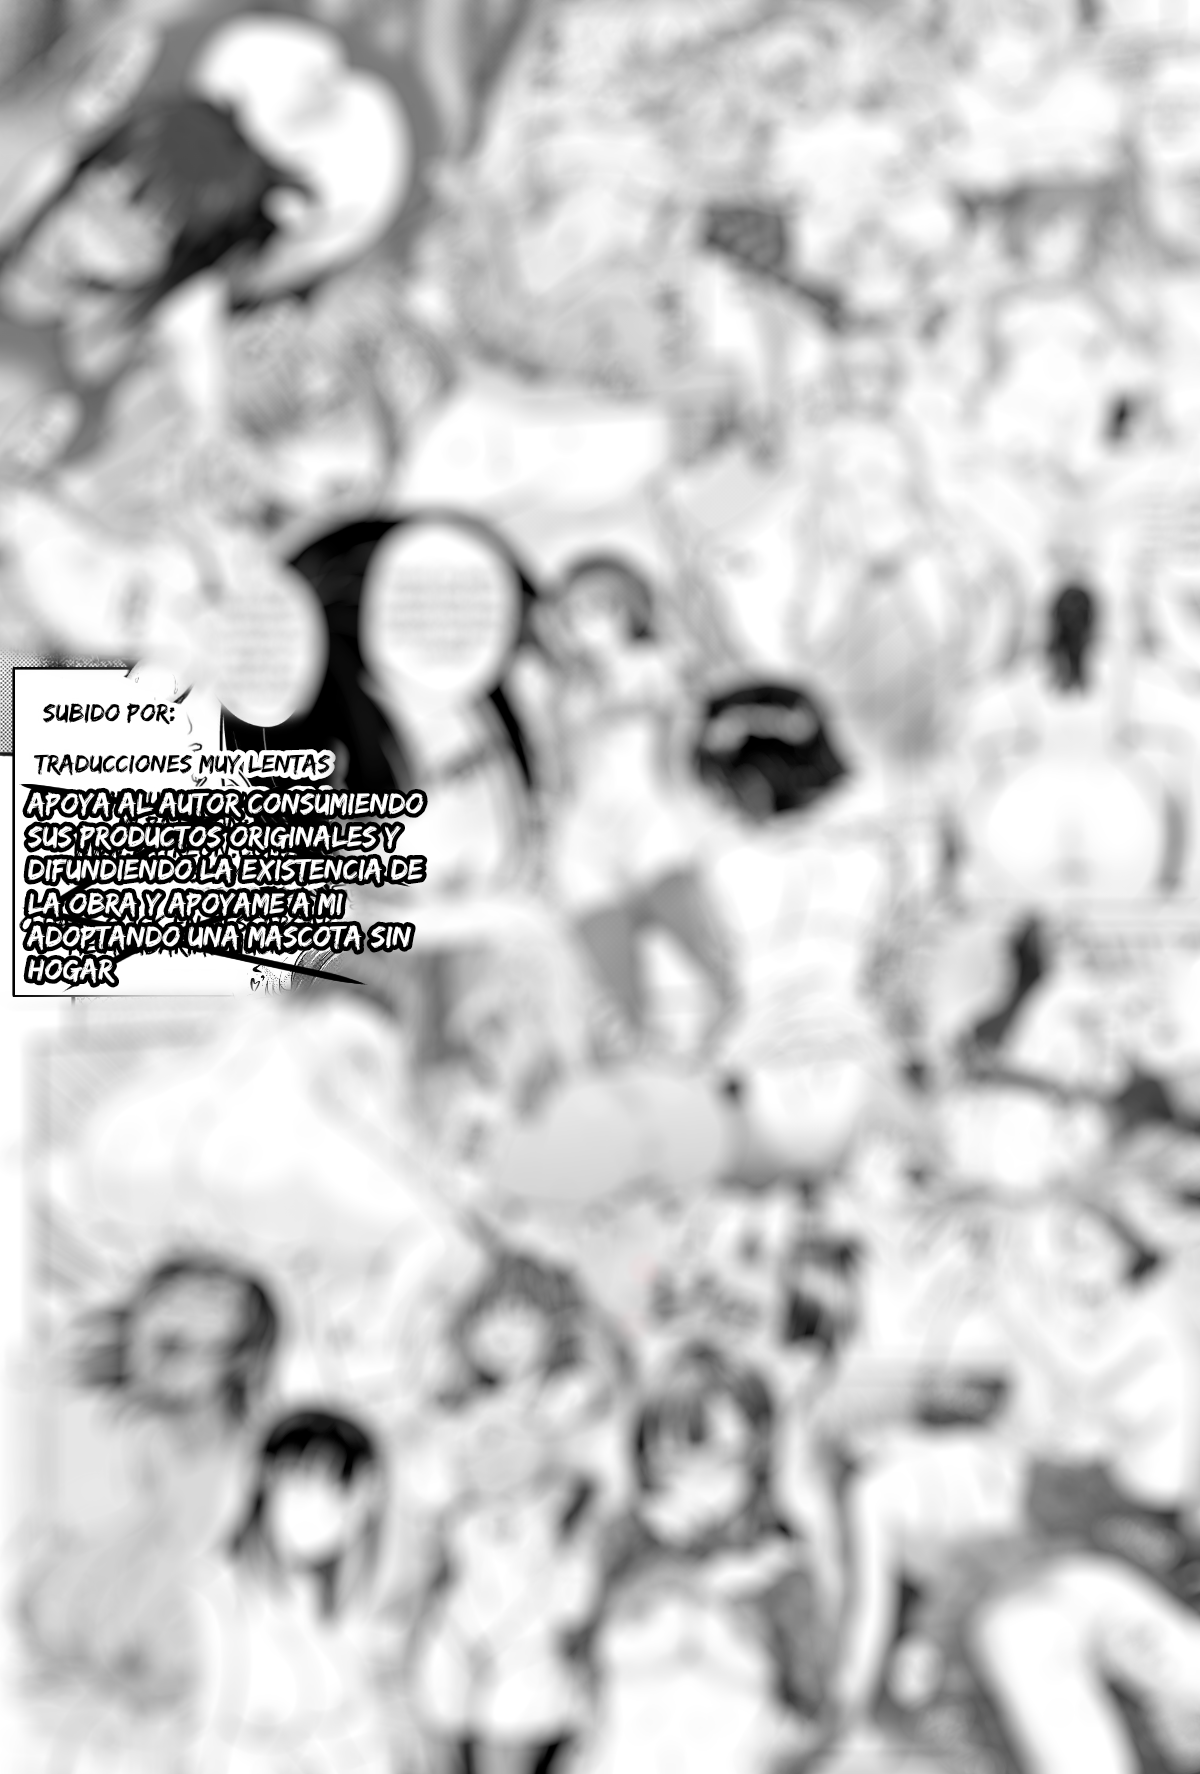 SUBIDO POR:
TRADUCCIONES MUY LENTAS
APOYA AL AUTOR CONSUMIENDO
SUS PRODUCTOS ORIGINALES Y
DIFUNDIENDO LA EXISTENCIA DE
LA OBRA Y APOYAME A MI
ADOPTANDO UNA MASCOTA SIN
HOGAR